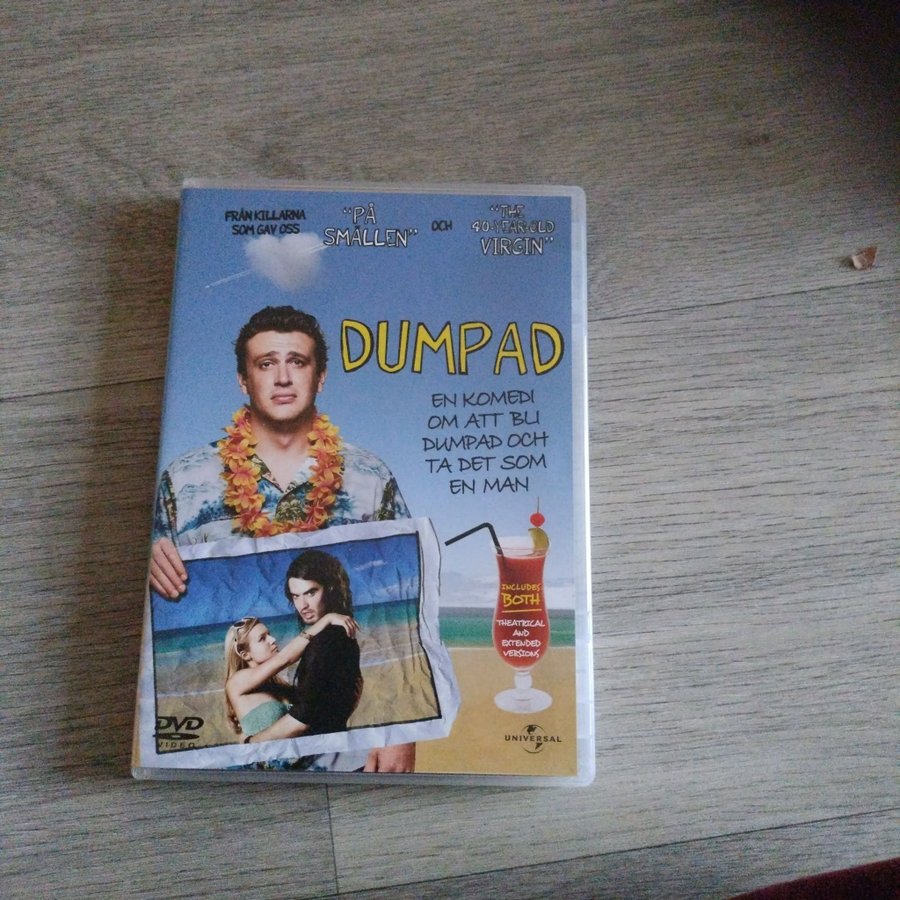 FRÅN KILLARNA
SOM GAV OSS
"PÅ
SMÄLLEN"
OCH
"THE
40-YEAR-OLD
VIRGIN"
DUMPAD
EN KOMEDI
OM ATT BLI
DUMPAD OCH
TA DET SOM
EN MAN
INCLUDES
BOTH
THEATRICAL
AND
EXTENDED
VERSIONS
DVD
VIDEO
UNIVERSAL